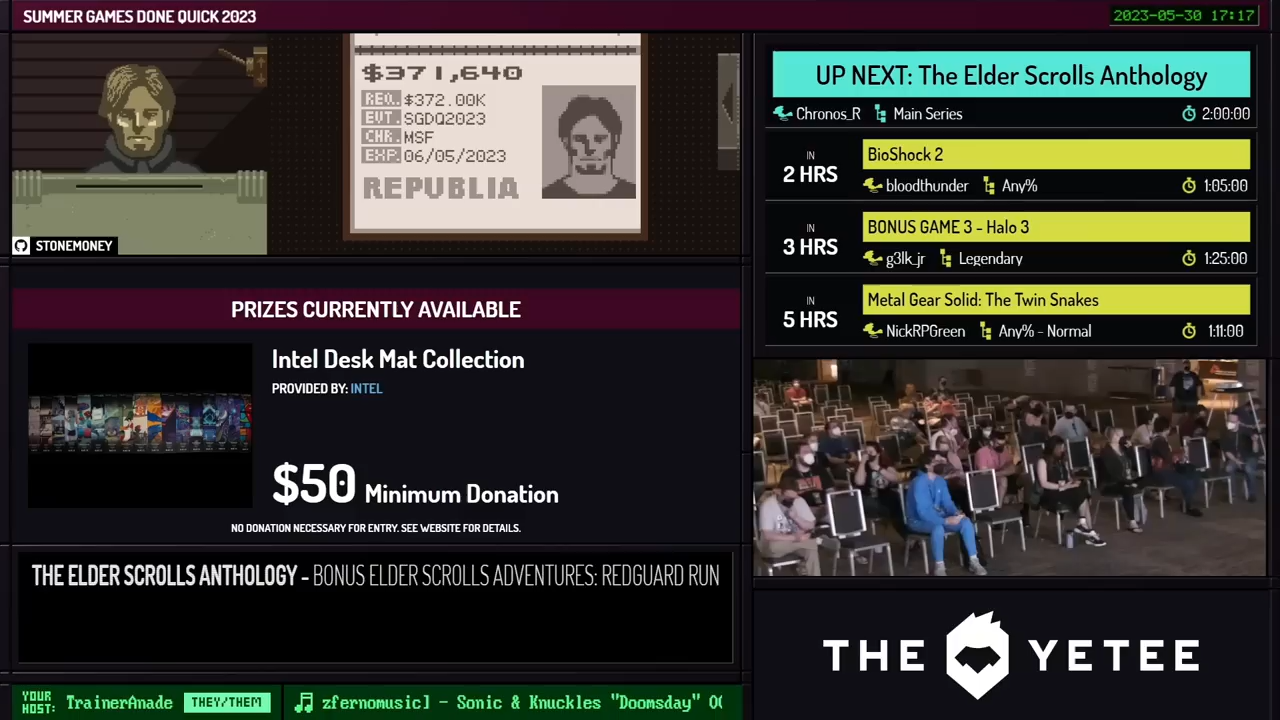 SUMMER GAMES DONE QUICK 2023
2023-05-30 17:17
$371,640
REQ. $372.00K
EVT. SGDQ2023
CHR. MSF
EXP. 06/05/2023
REPUBLIA
STONEMONEY
UP NEXT: The Elder Scrolls Anthology
Chronos_R Main Series 2:00:00
IN
2 HRS
BioShock 2
bloodthunder Any% 1:05:00
IN
3 HRS
BONUS GAME 3 - Halo 3
g3lk_jr Legendary 1:25:00
IN
5 HRS
Metal Gear Solid: The Twin Snakes
NickRPGreen Any% - Normal 1:11:00
PRIZES CURRENTLY AVAILABLE
Intel Desk Mat Collection
PROVIDED BY: INTEL
$50 Minimum Donation
NO DONATION NECESSARY FOR ENTRY. SEE WEBSITE FOR DETAILS.
THE ELDER SCROLLS ANTHOLOGY - BONUS ELDER SCROLLS ADVENTURES: REDGUARD RUN
THE YETEE
YOUR
HOST: TrainerAnade THEY/THEM
zfernomusic] - Sonic & Knuckles "Doomsday" OC